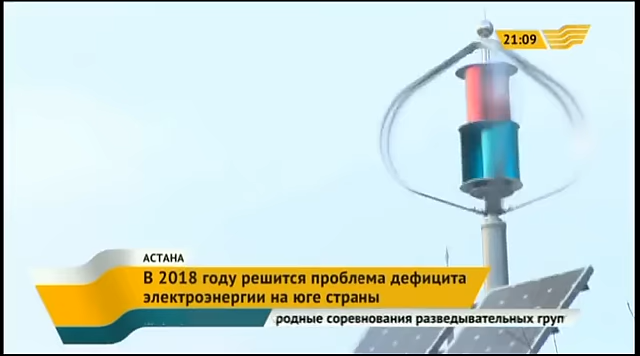 21:09
АСТАНА
В 2018 году решится проблема дефицита
электроэнергии на юге страны
родные соревнования разведывательных груп